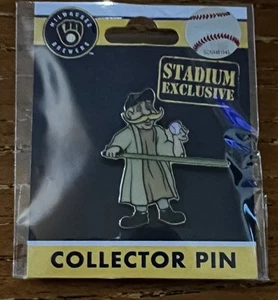 MILWAUKEE
BREWERS
STADIUM
EXCLUSIVE
COLLECTOR PIN